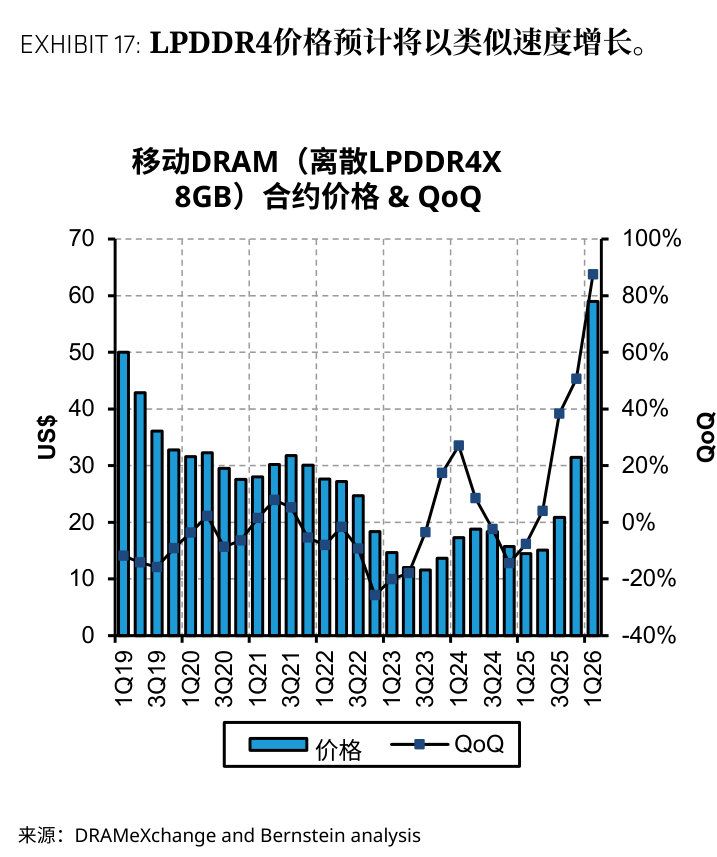 EXHIBIT 17: LPDDR4价格预计将以类似速度增长。
移动DRAM（离散LPDDR4X
8GB）合约价格 & QoQ
70
60
50
40
30
20
10
0
US$
100%
80%
60%
40%
20%
0%
-20%
-40%
QoQ
1Q19
3Q19
1Q20
3Q20
1Q21
3Q21
1Q22
3Q22
1Q23
3Q23
1Q24
3Q24
1Q25
3Q25
1Q26
价格
QoQ
来源：DRAMeXchange and Bernstein analysis